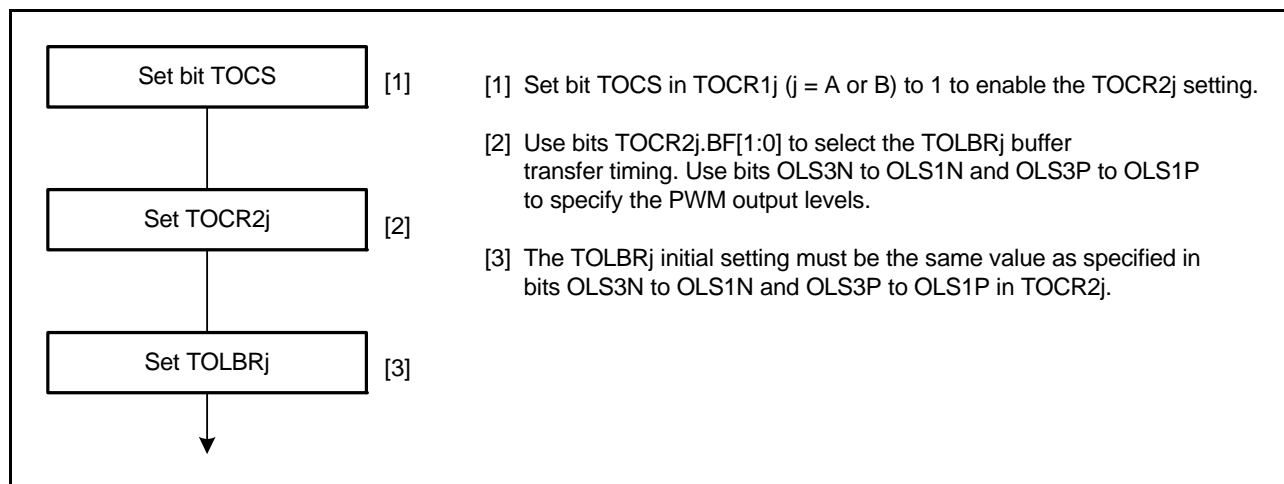 Set bit TOCS
[1]
[1] Set bit TOCS in TOCR1j (j = A or B) to 1 to enable the TOCR2j setting.
[2] Use bits TOCR2j.BF[1:0] to select the TOLBRj buffer
transfer timing. Use bits OLS3N to OLS1N and OLS3P to OLS1P
to specify the PWM output levels.
Set TOCR2j
[2]
[3] The TOLBRj initial setting must be the same value as specified in
bits OLS3N to OLS1N and OLS3P to OLS1P in TOCR2j.
Set TOLBRj
[3]